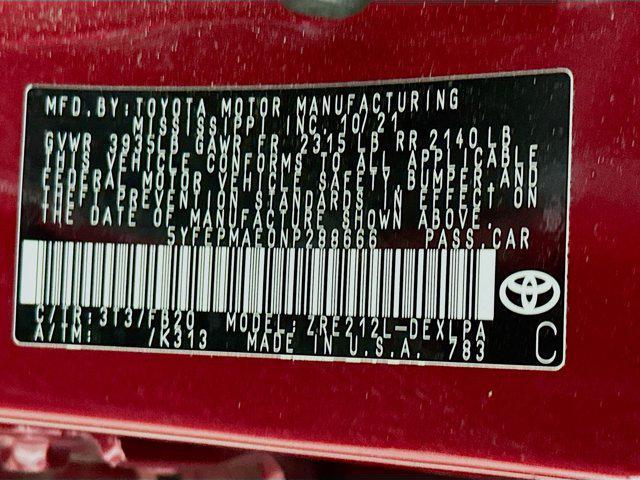 MFD. BY: TOYOTA MOTOR MANUFACTURING
MISSISSIPPI INC. 10/21
GVWR 3935LB GAWR FR 2315 LB RR 2140 LB
THIS VEHICLE CONFORMS TO ALL APPLICABLE
FEDERAL MOTOR VEHICLE SAFETY, BUMPER AND
THEFT PREVENTION STANDARDS IN EFFECT ON
THE DATE OF MANUFACTURE SHOWN ABOVE.
5YFEPMAE0NP288666 PASS.CAR
C/TR:3T3/FB20 MODEL: ZRE212L-DEXLPA
A/TM: /K313 MADE IN U.S.A. 783
C